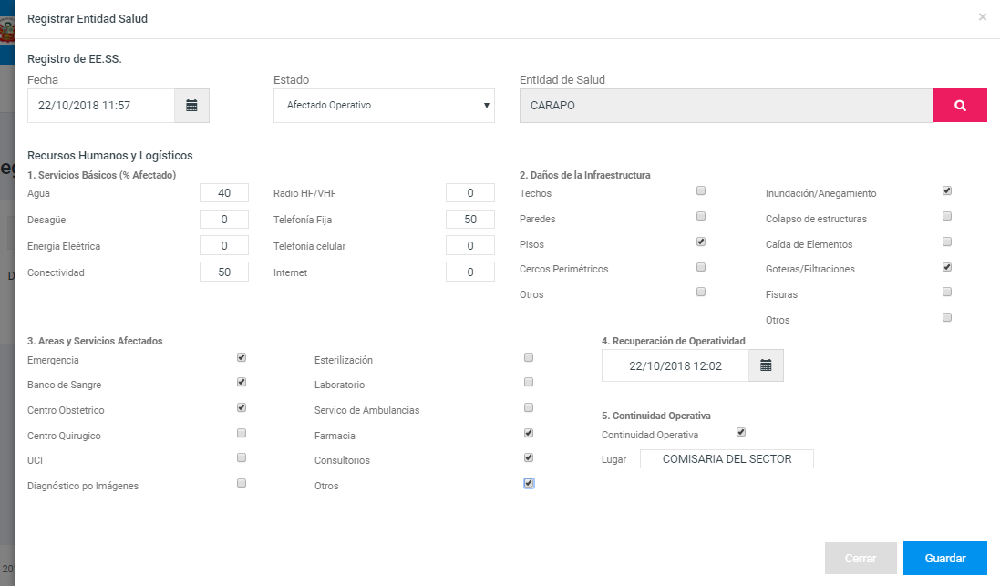 Registrar Entidad Salud
×
Registro de EE.SS.
Fecha
Estado
Entidad de Salud
22/10/2018 11:57
Afectado Operativo
CARAPO
Recursos Humanos y Logísticos
1. Servicios Básicos (% Afectado)
Agua 40
Radio HF/VHF 0
Desagüe 0
Telefonía Fija 50
Energía Eleétrica 0
Telefonía celular 0
Conectividad 50
Internet 0
2. Daños de la Infraestructura
Techos
Inundación/Anegamiento
Paredes
Colapso de estructuras
Pisos
Caída de Elementos
Cercos Perimétricos
Goteras/Filtraciones
Otros
Fisuras
Otros
3. Areas y Servicios Afectados
Emergencia
Esterilización
Banco de Sangre
Laboratorio
Centro Obstetrico
Servico de Ambulancias
Centro Quirugico
Farmacia
UCI
Consultorios
Diagnóstico po Imágenes
Otros
4. Recuperación de Operatividad
22/10/2018 12:02
5. Continuidad Operativa
Continuidad Operativa
Lugar COMISARIA DEL SECTOR
Cerrar
Guardar